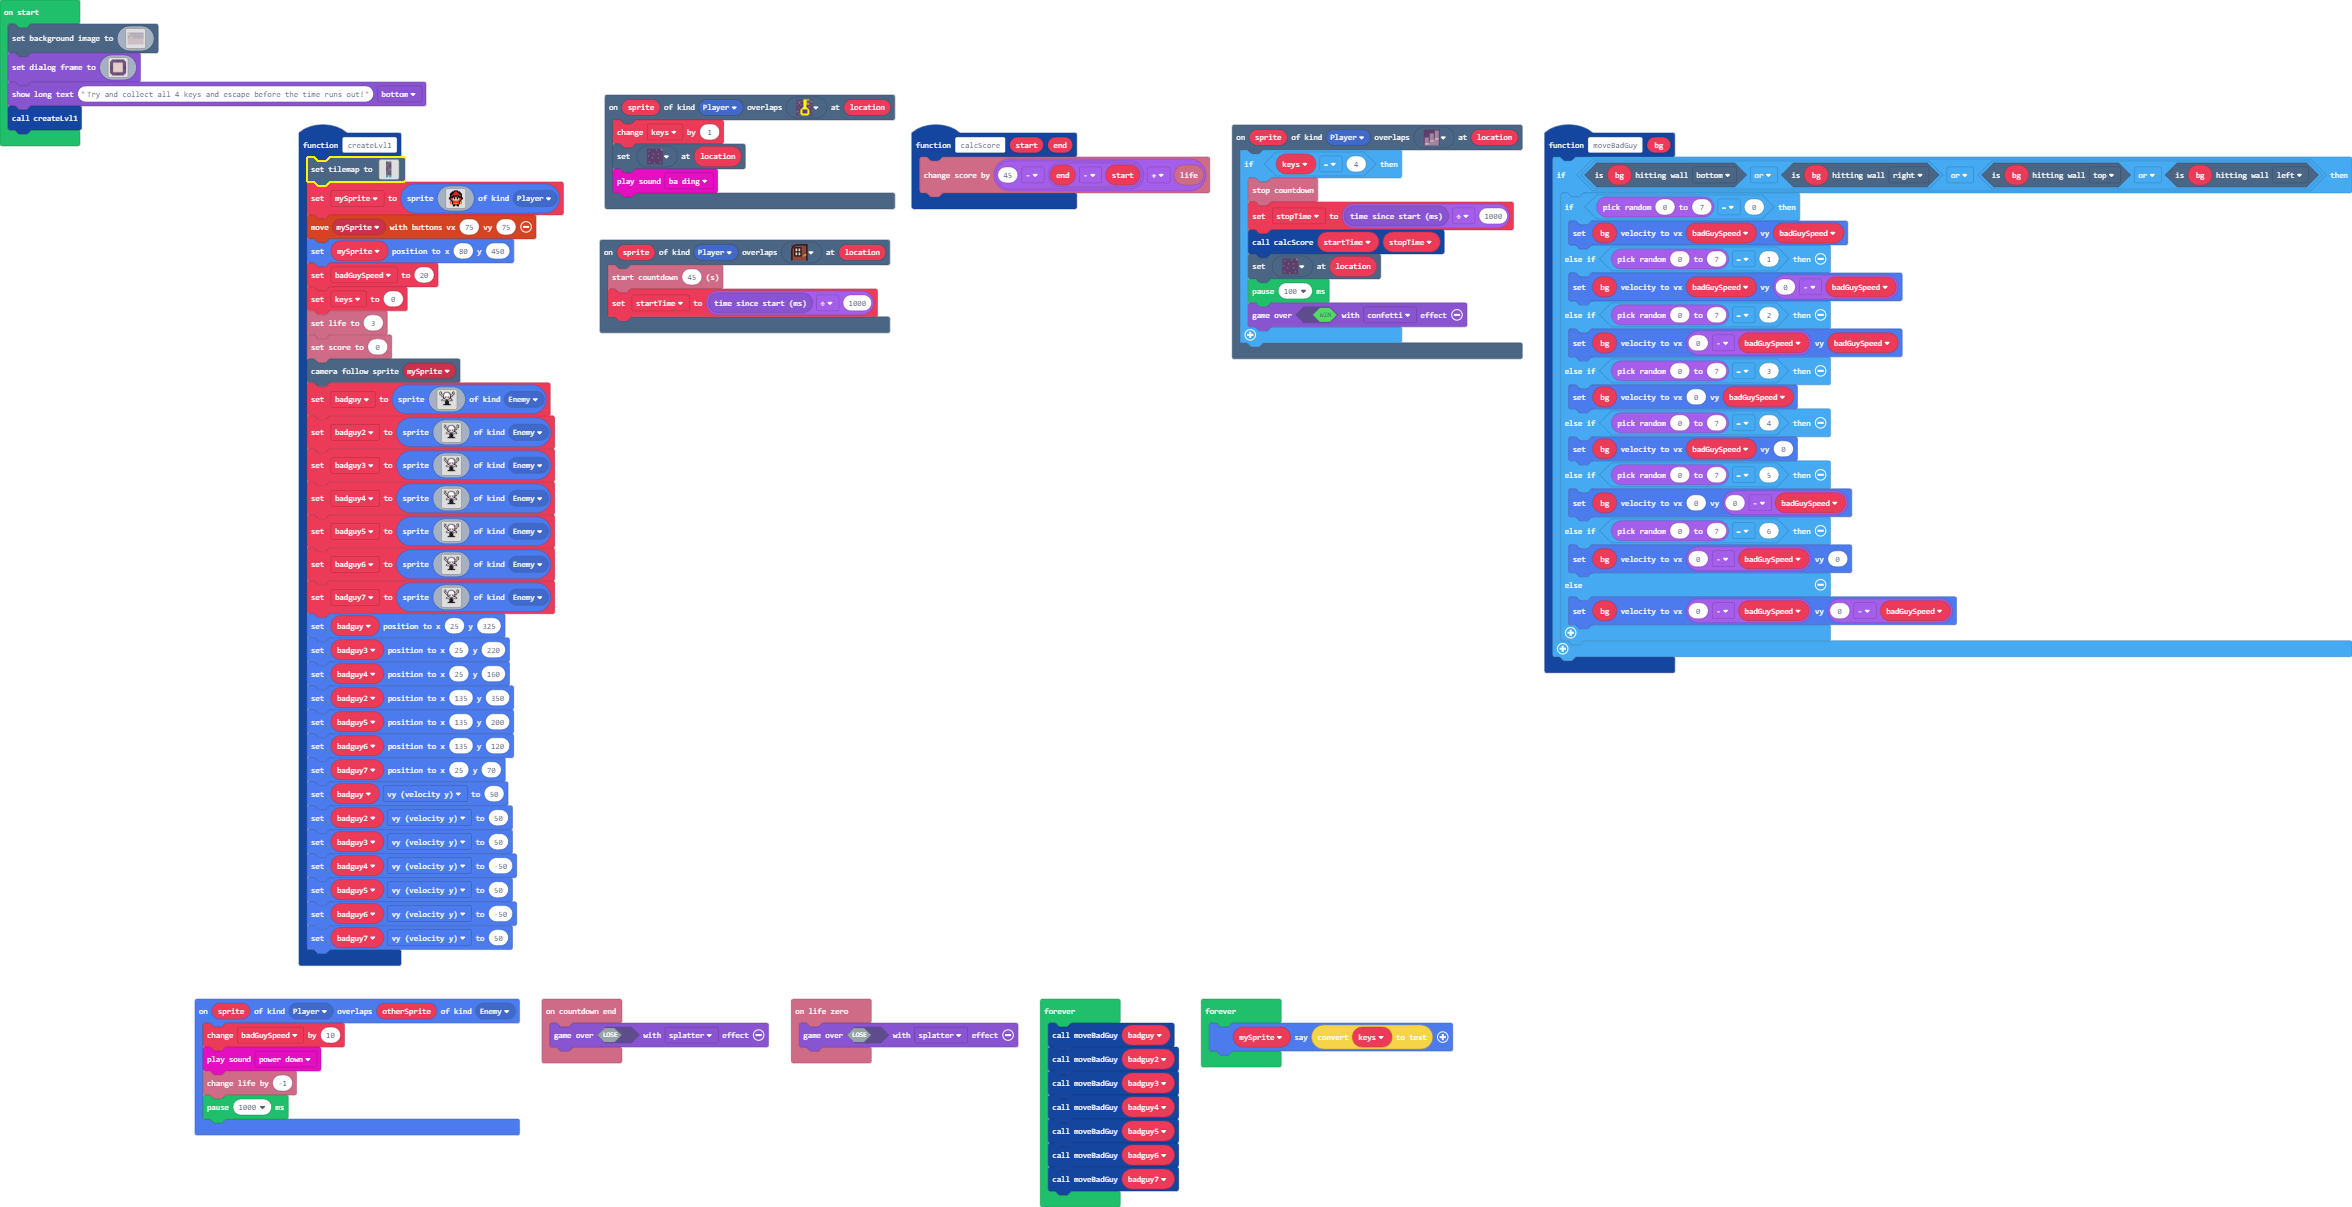 on start
set background image to
set dialog frame to
show long text "Try and collect all 4 keys and escape before the time runs out!" bottom
call createLvl1
function createLvl1
set tilemap to
set mySprite to sprite of kind Player
move mySprite with buttons vx 75 vy 75
set mySprite position to x 80 y 450
set badGuySpeed to 20
set keys to 0
set life to 3
set score to 0
camera follow sprite mySprite
set badguy to sprite of kind Enemy
set badguy2 to sprite of kind Enemy
set badguy3 to sprite of kind Enemy
set badguy4 to sprite of kind Enemy
set badguy5 to sprite of kind Enemy
set badguy6 to sprite of kind Enemy
set badguy7 to sprite of kind Enemy
set badguy position to x 25 y 325
set badguy3 position to x 25 y 220
set badguy4 position to x 25 y 160
set badguy2 position to x 135 y 350
set badguy5 position to x 135 y 200
set badguy6 position to x 135 y 120
set badguy7 position to x 25 y 70
set badguy vy (velocity y) to 50
set badguy2 vy (velocity y) to 50
set badguy3 vy (velocity y) to 50
set badguy4 vy (velocity y) to -50
set badguy5 vy (velocity y) to 50
set badguy6 vy (velocity y) to -50
set badguy7 vy (velocity y) to 50
on sprite of kind Player overlaps at location
change keys by 1
set at location
play sound ba ding
on sprite of kind Player overlaps at location
start countdown 45 (s)
set startTime to time since start (ms) ÷ 1000
function calcScore start end
change score by 45 - end - start + life
on sprite of kind Player overlaps at location
if keys = 4 then
stop countdown
set stopTime to time since start (ms) ÷ 1000
call calcScore startTime stopTime
set at location
pause 100 ms
game over WIN with confetti effect
function moveBadGuy bg
if is bg hitting wall bottom or is bg hitting wall right or is bg hitting wall top or is bg hitting wall left then
if pick random 0 to 7 = 0 then
set bg velocity to vx badGuySpeed vy badGuySpeed
else if pick random 0 to 7 = 1 then
set bg velocity to vx badGuySpeed vy 0 - badGuySpeed
else if pick random 0 to 7 = 2 then
set bg velocity to vx 0 - badGuySpeed vy badGuySpeed
else if pick random 0 to 7 = 3 then
set bg velocity to vx 0 vy badGuySpeed
else if pick random 0 to 7 = 4 then
set bg velocity to vx badGuySpeed vy 0
else if pick random 0 to 7 = 5 then
set bg velocity to vx 0 vy 0 - badGuySpeed
else if pick random 0 to 7 = 6 then
set bg velocity to vx 0 - badGuySpeed vy 0
else
set bg velocity to vx 0 - badGuySpeed vy 0 - badGuySpeed
on sprite of kind Player overlaps otherSprite of kind Enemy
change badGuySpeed by 10
play sound power down
change life by -1
pause 1000 ms
on countdown end
game over LOSE with splatter effect
on life zero
game over LOSE with splatter effect
forever
call moveBadGuy badguy
call moveBadGuy badguy2
call moveBadGuy badguy3
call moveBadGuy badguy4
call moveBadGuy badguy5
call moveBadGuy badguy6
call moveBadGuy badguy7
forever
mySprite say convert keys to text